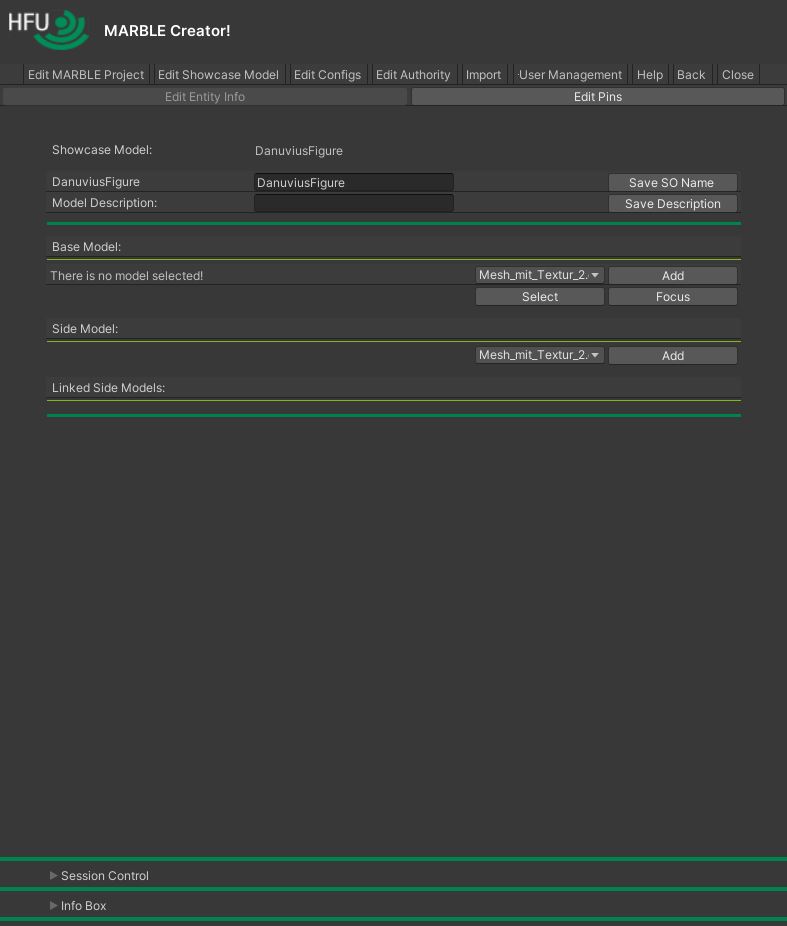 HFU
MARBLE Creator!
Edit MARBLE Project Edit Showcase Model Edit Configs Edit Authority Import User Management Help Back Close
Edit Entity Info Edit Pins
Showcase Model: DanuviusFigure
DanuviusFigure DanuviusFigure Save SO Name
Model Description: Save Description
Base Model:
There is no model selected! Mesh_mit_Textur_2. Add
Select Focus
Side Model:
Mesh_mit_Textur_2. Add
Linked Side Models:
Session Control
Info Box